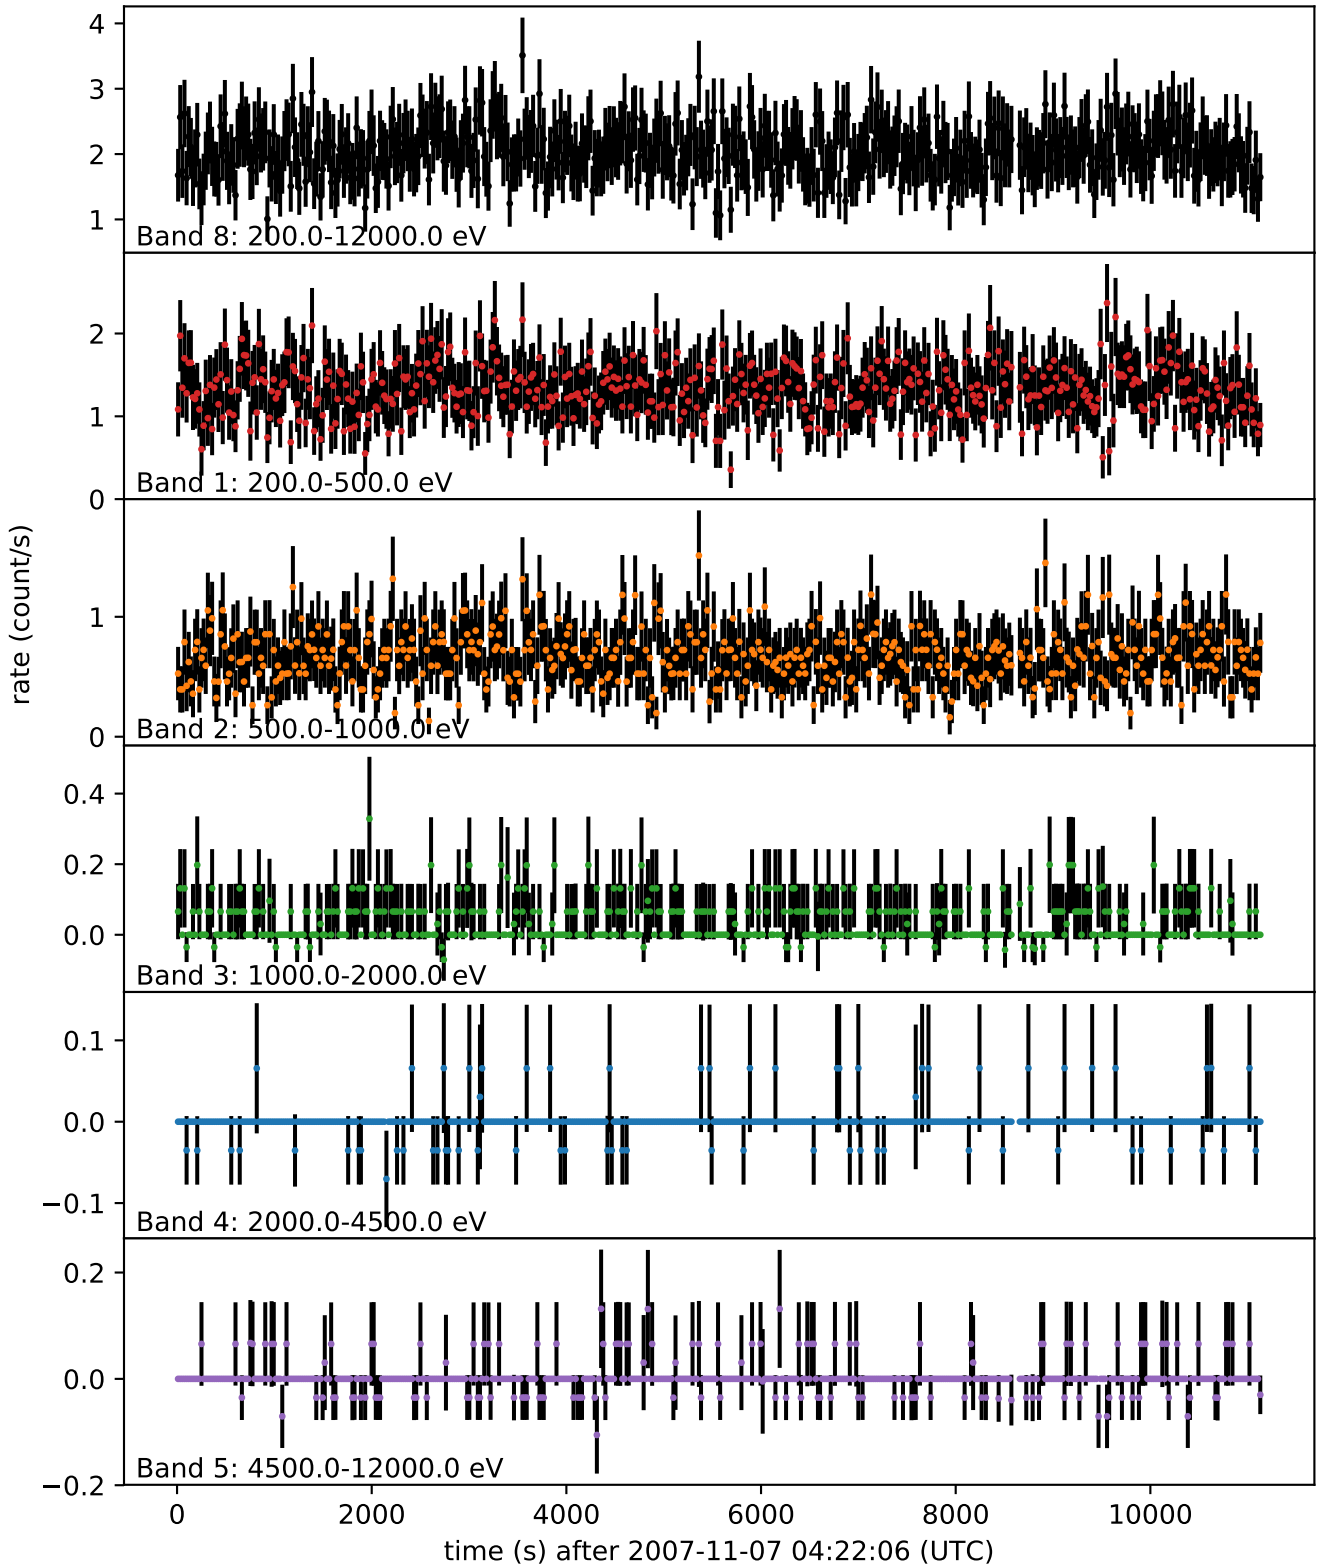 rate (count/s)
4
3
2
1
Band 8: 200.0-12000.0 eV
2
1
0
Band 1: 200.0-500.0 eV
1
0
Band 2: 500.0-1000.0 eV
0.4
0.2
0.0
Band 3: 1000.0-2000.0 eV
0.1
0.0
−0.1
Band 4: 2000.0-4500.0 eV
0.2
0.0
−0.2
Band 5: 4500.0-12000.0 eV
0 2000 4000 6000 8000 10000
time (s) after 2007-11-07 04:22:06 (UTC)